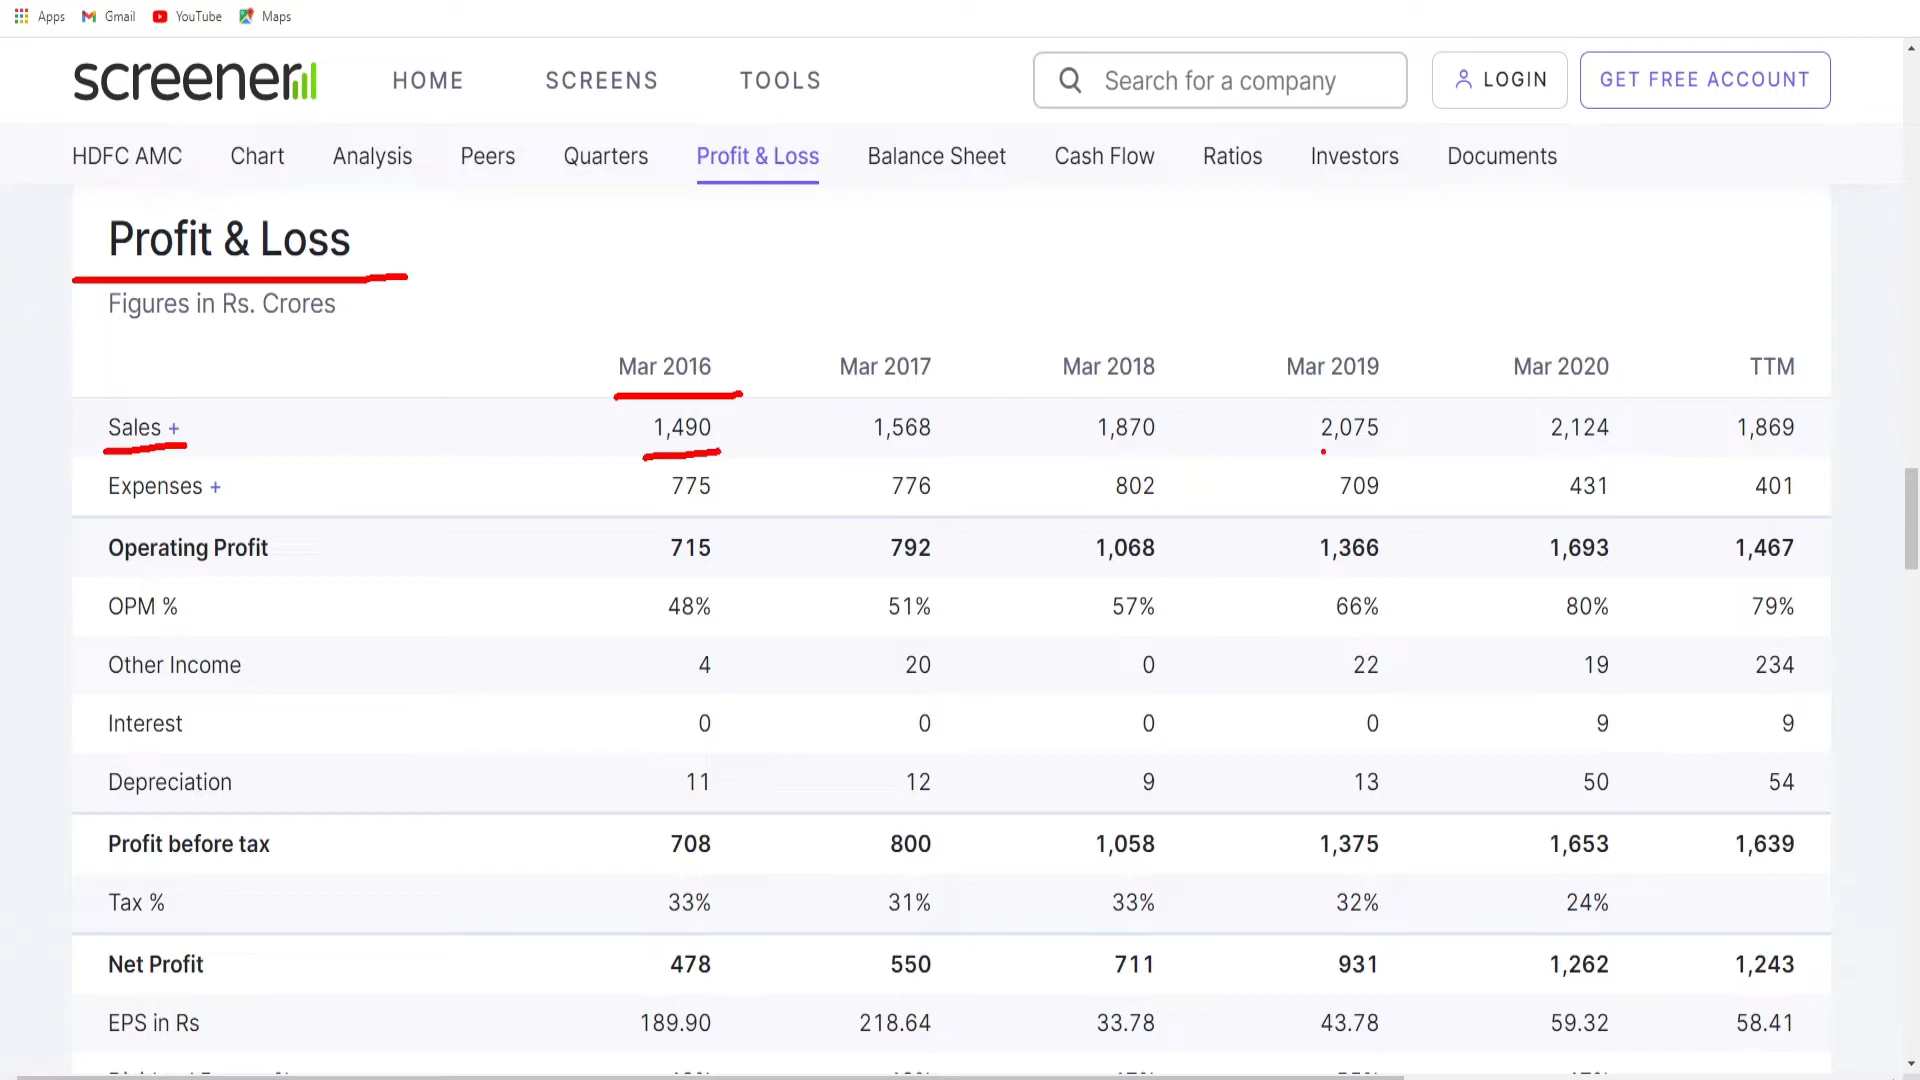 Apps Gmail YouTube Maps
screener HOME SCREENS TOOLS Search for a company LOGIN GET FREE ACCOUNT
HDFC AMC Chart Analysis Peers Quarters Profit & Loss Balance Sheet Cash Flow Ratios Investors Documents
Profit & Loss
Figures in Rs. Crores
Mar 2016 Mar 2017 Mar 2018 Mar 2019 Mar 2020 TTM
Sales + 1,490 1,568 1,870 2,075 2,124 1,869
Expenses + 775 776 802 709 431 401
Operating Profit 715 792 1,068 1,366 1,693 1,467
OPM % 48% 51% 57% 66% 80% 79%
Other Income 4 20 0 22 19 234
Interest 0 0 0 0 9 9
Depreciation 11 12 9 13 50 54
Profit before tax 708 800 1,058 1,375 1,653 1,639
Tax % 33% 31% 33% 32% 24%
Net Profit 478 550 711 931 1,262 1,243
EPS in Rs 189.90 218.64 33.78 43.78 59.32 58.41